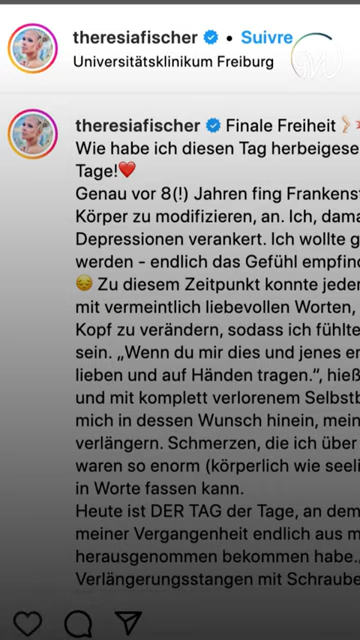 theresiafischer • Suivre
Universitätsklinikum Freiburg
theresiafischer Finale Freiheit
Wie habe ich diesen Tag herbeigese
Tage!❤️
Genau vor 8(!) Jahren fing Frankenst
Körper zu modifizieren, an. Ich, dama
Depressionen verankert. Ich wollte g
werden - endlich das Gefühl empfin
😔 Zu diesem Zeitpunkt konnte jeder
mit vermeintlich liebevollen Worten,
Kopf zu verändern, sodass ich fühlte
sein. „Wenn du mir dies und jenes er
lieben und auf Händen tragen.“, hieß
und mit komplett verlorenem Selbstb
mich in dessen Wunsch hinein, mein
verlängern. Schmerzen, die ich über
waren so enorm (körperlich wie seeli
in Worte fassen kann.
Heute ist DER TAG der Tage, an dem
meiner Vergangenheit endlich aus m
herausgenommen bekommen habe.
Verlängerungsstangen mit Schraube